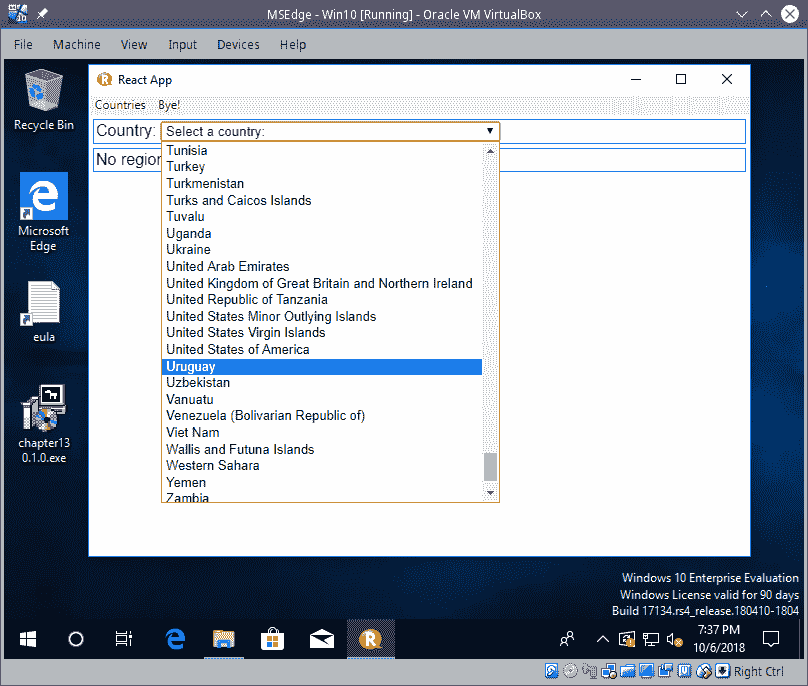 MSEdge - Win10 [Running] - Oracle VM VirtualBox
File Machine View Input Devices Help
Recycle Bin
Microsoft
Edge
eula
chapter13
0.1.0.exe
React App
Countries Bye!
Country: Select a country:
No region
Tunisia
Turkey
Turkmenistan
Turks and Caicos Islands
Tuvalu
Uganda
Ukraine
United Arab Emirates
United Kingdom of Great Britain and Northern Ireland
United Republic of Tanzania
United States Minor Outlying Islands
United States Virgin Islands
United States of America
Uruguay
Uzbekistan
Vanuatu
Venezuela (Bolivarian Republic of)
Viet Nam
Wallis and Futuna Islands
Western Sahara
Yemen
Zambia
Windows 10 Enterprise Evaluation
Windows License valid for 90 days
Build 17134.rs4_release.180410-1804
7:37 PM
10/6/2018
Right Ctrl